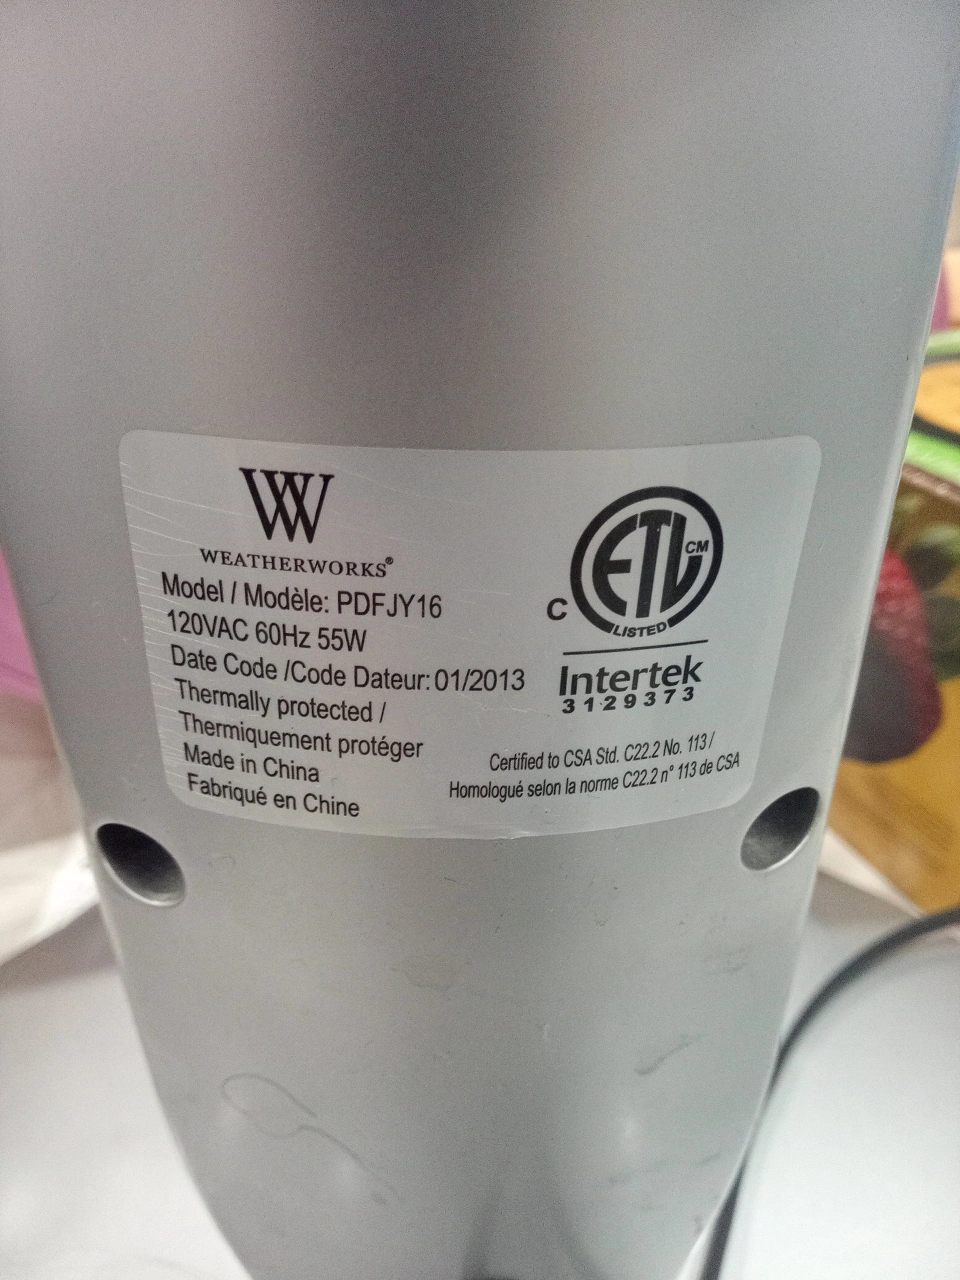 W
WEATHERWORKS®
Model / Modèle: PDFJY16
120VAC 60Hz 55W
Date Code /Code Dateur: 01/2013
Thermally protected /
Thermiquement protéger
Made in China
Fabriqué en Chine
ETL CM
C
LISTED
Intertek
3129373
Certified to CSA Std. C22.2 No. 113 /
Homologué selon la norme C22.2 n° 113 de CSA